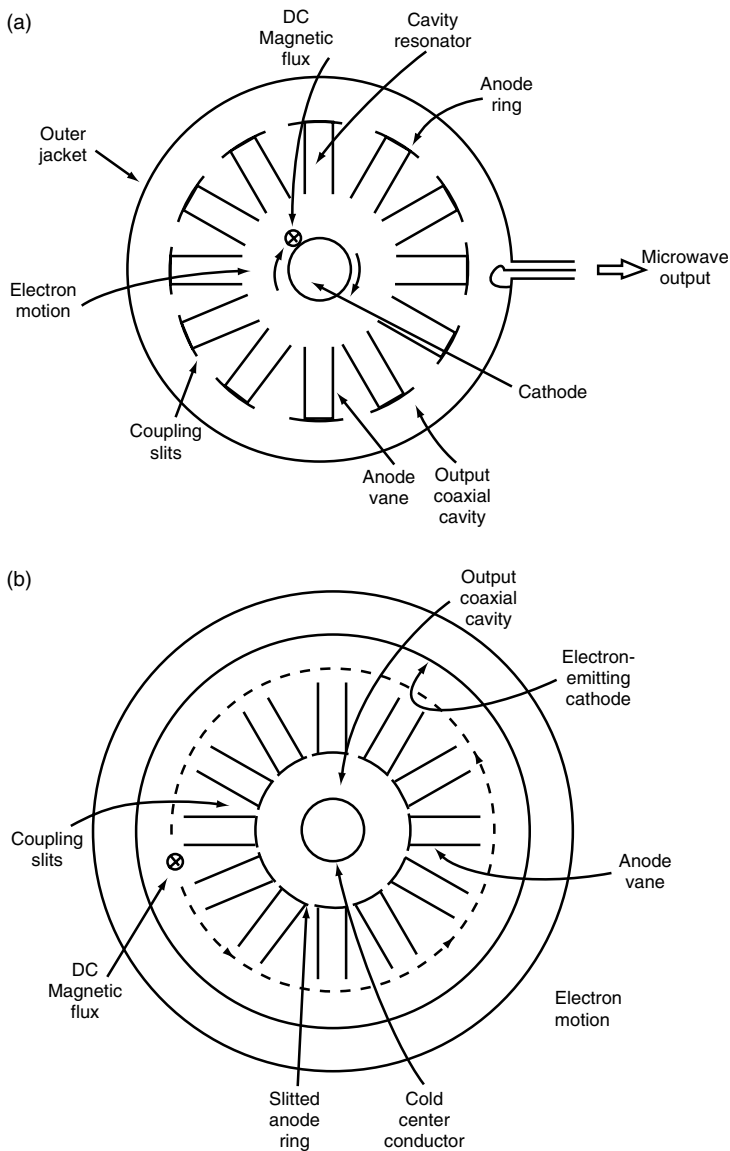 (a)
DC
Magnetic
flux
Cavity
resonator
Anode
ring
Outer
jacket
Microwave
output
Electron
motion
Cathode
Coupling
slits
Anode
vane
Output
coaxial
cavity
(b)
Output
coaxial
cavity
Electron-
emitting
cathode
Coupling
slits
Anode
vane
DC
Magnetic
flux
Electron
motion
Slitted
anode
ring
Cold
center
conductor